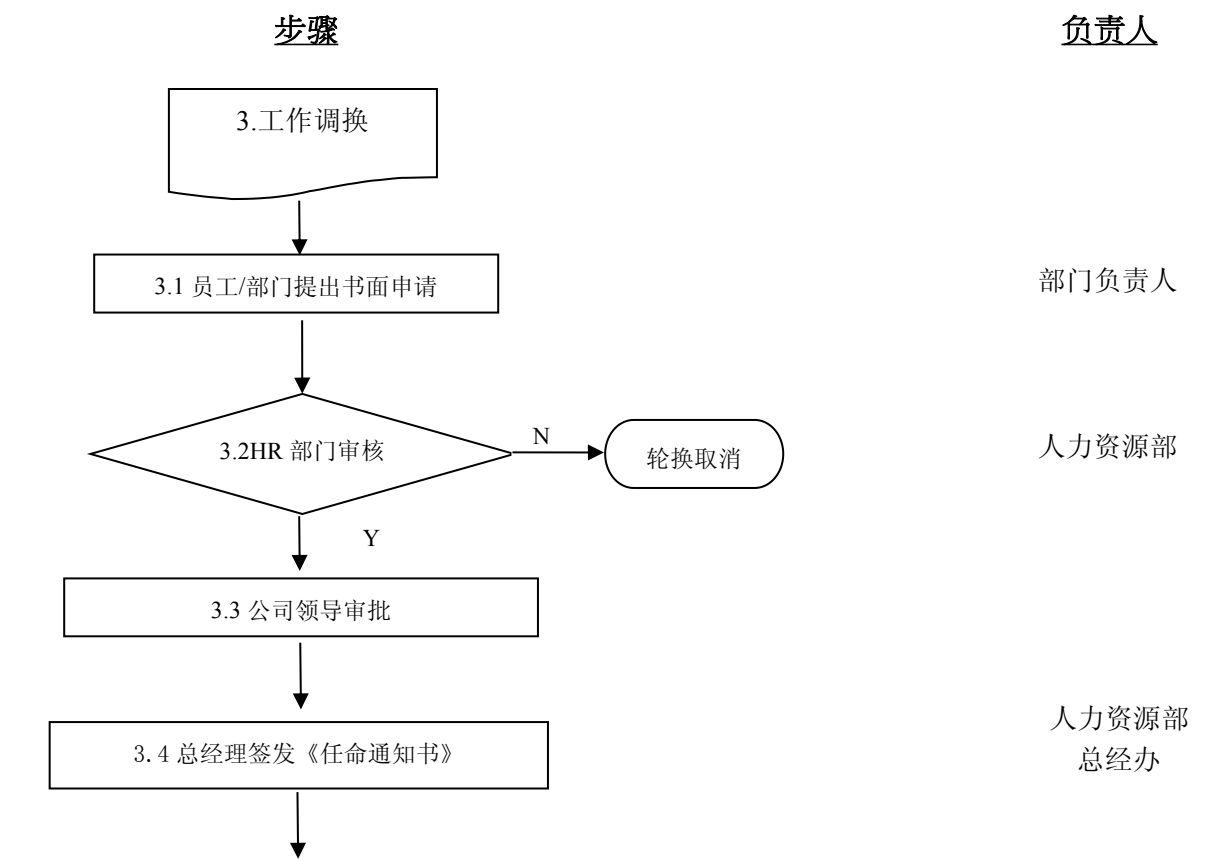 步骤
负责人
3.工作调换
3.1 员工/部门提出书面申请
部门负责人
3.2HR 部门审核
N
轮换取消
人力资源部
Y
3.3 公司领导审批
3.4 总经理签发《任命通知书》
人力资源部
总经办